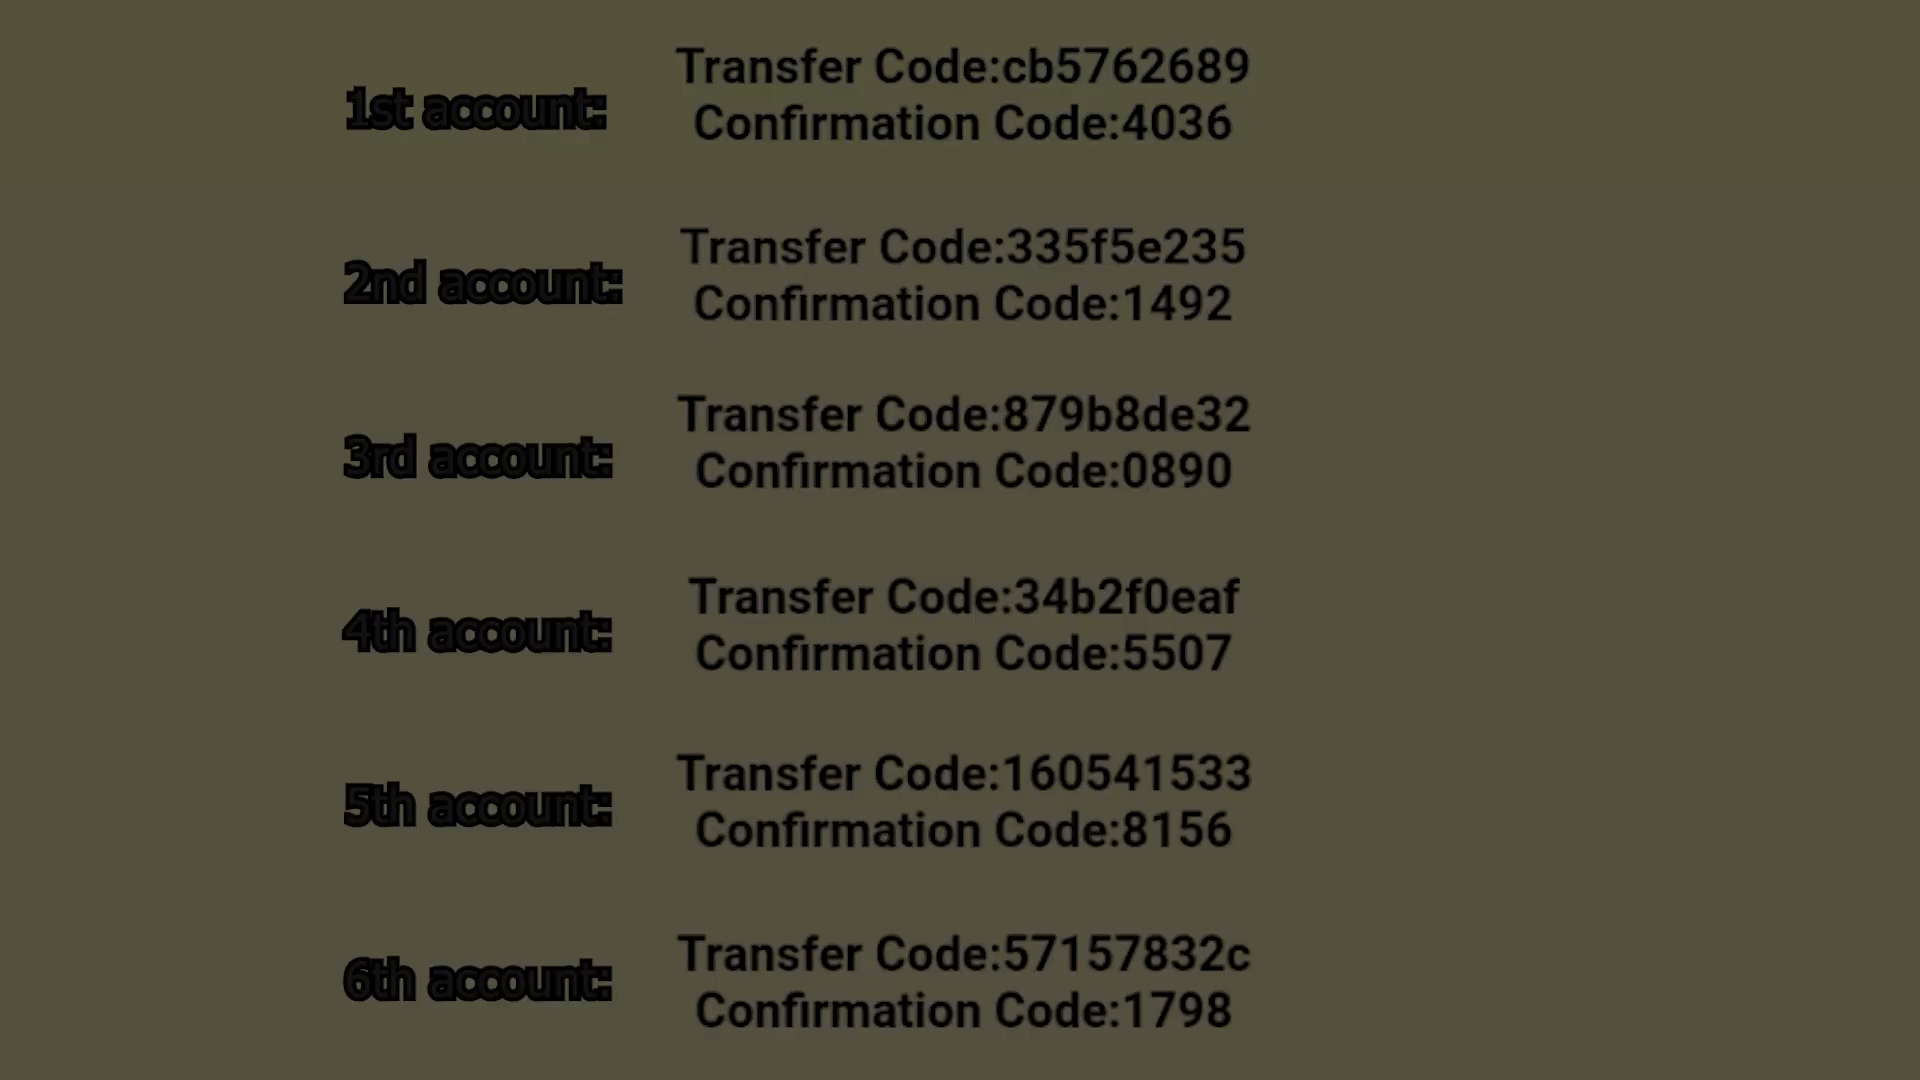 1st account:
Transfer Code:cb5762689
Confirmation Code:4036
2nd account:
Transfer Code:335f5e235
Confirmation Code:1492
3rd account:
Transfer Code:879b8de32
Confirmation Code:0890
4th account:
Transfer Code:34b2f0eaf
Confirmation Code:5507
5th account:
Transfer Code:160541533
Confirmation Code:8156
6th account:
Transfer Code:57157832c
Confirmation Code:1798